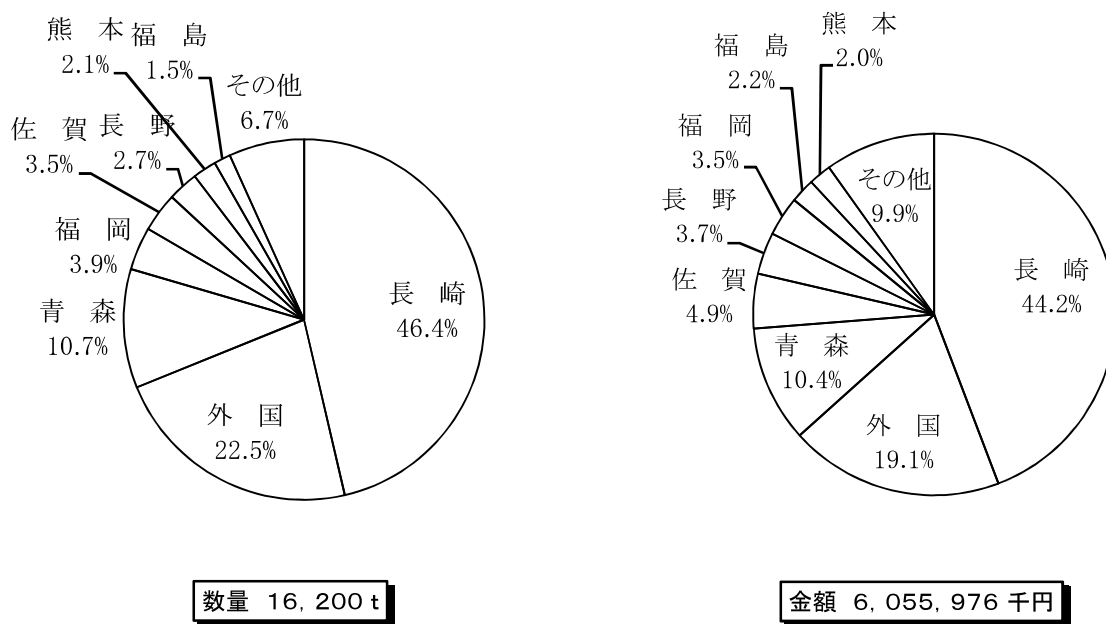 熊 本
2.1%
福 島
1.5%
その他
6.7%
佐 賀
3.5%
長 野
2.7%
福 岡
3.9%
青 森
10.7%
長 崎
46.4%
外 国
22.5%
数量 16,200 t
熊 本
2.0%
福 島
2.2%
福 岡
3.5%
その他
9.9%
長 野
3.7%
佐 賀
4.9%
長 崎
44.2%
青 森
10.4%
外 国
19.1%
金額 6,055,976 千円